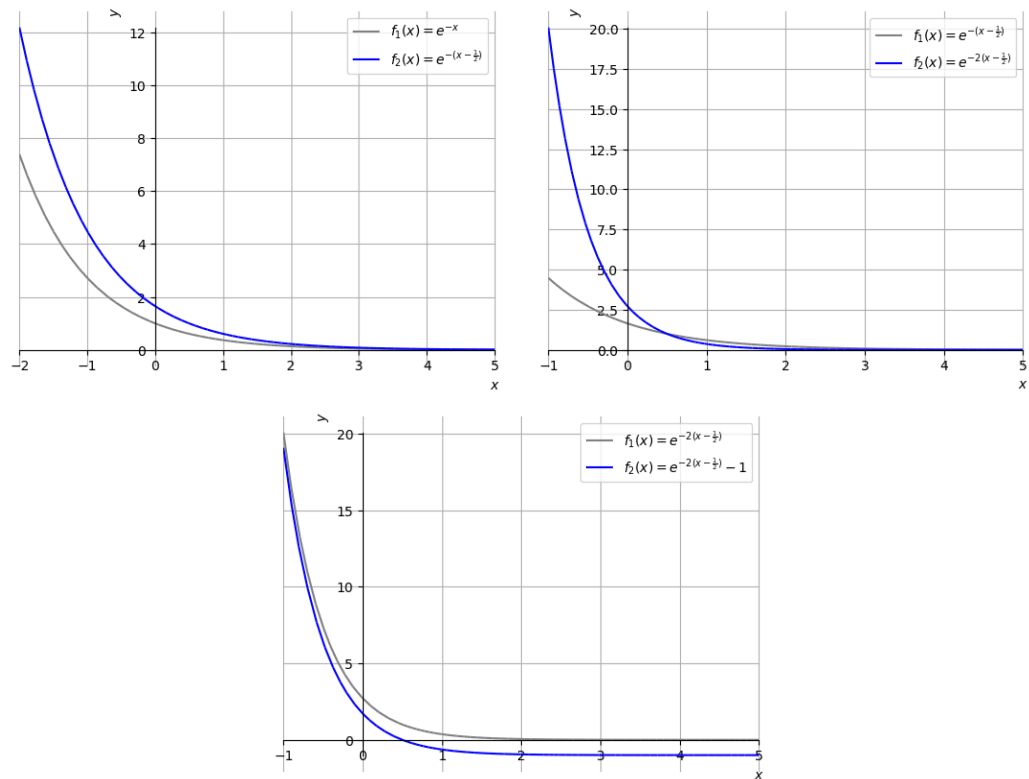 y
12
10
8
6
4
2
0
−2 −1 0 1 2 3 4 5
x
f₁(x) = e^{−x}
f₂(x) = e^{−(x−½)}
y
20.0
17.5
15.0
12.5
10.0
7.5
5.0
2.5
0.0
−1 0 1 2 3 4 5
x
f₁(x) = e^{−(x−½)}
f₂(x) = e^{−2(x−½)}
y
20
15
10
5
0
−1 0 1 2 3 4 5
x
f₁(x) = e^{−2(x−½)}
f₂(x) = e^{−2(x−½)} − 1